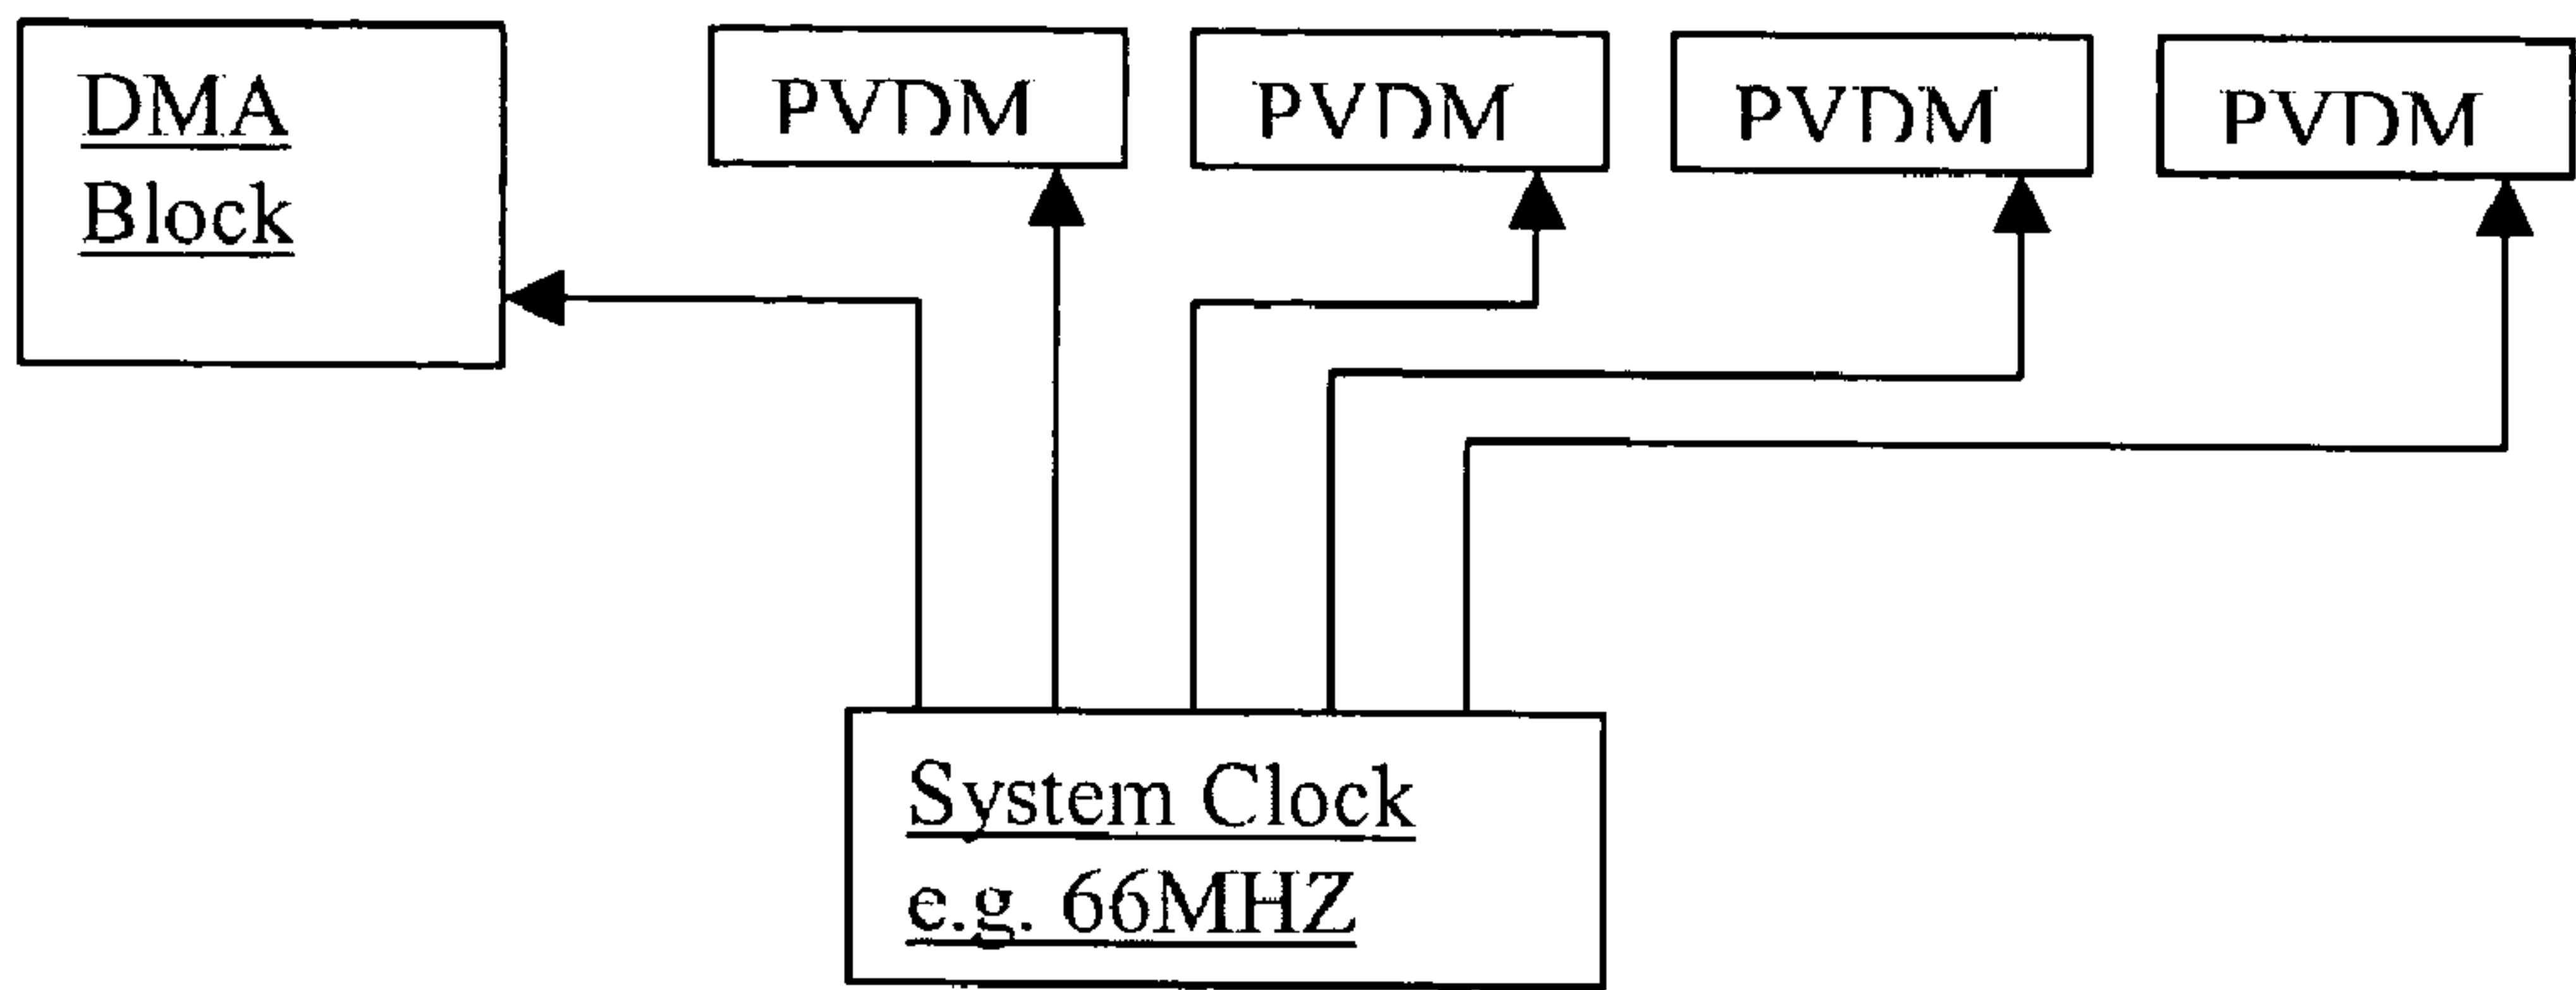 DMA
Block
PVDM
PVDM
PVDM
PVDM
System Clock
e.g. 66MHZ